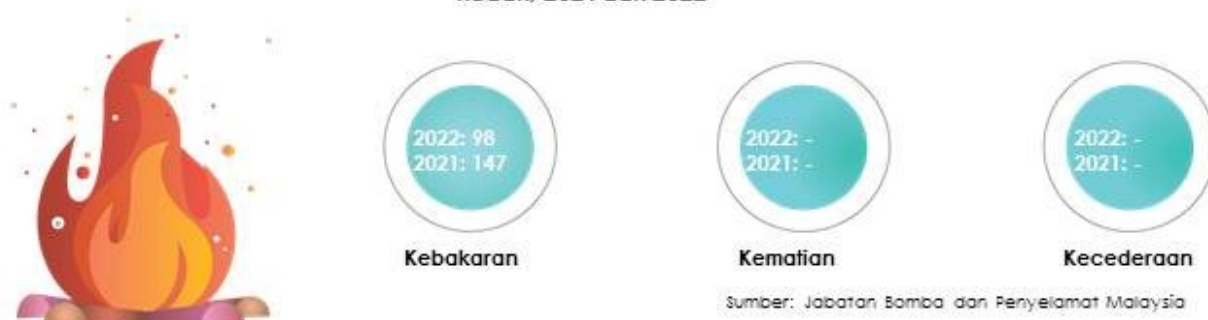 2022: 98
2021: 147
Kebakaran
2022: -
2021: -
Kematian
2022: -
2021: -
Kecederaan
Sumber: Jabatan Bomba dan Penyelamat Malaysia